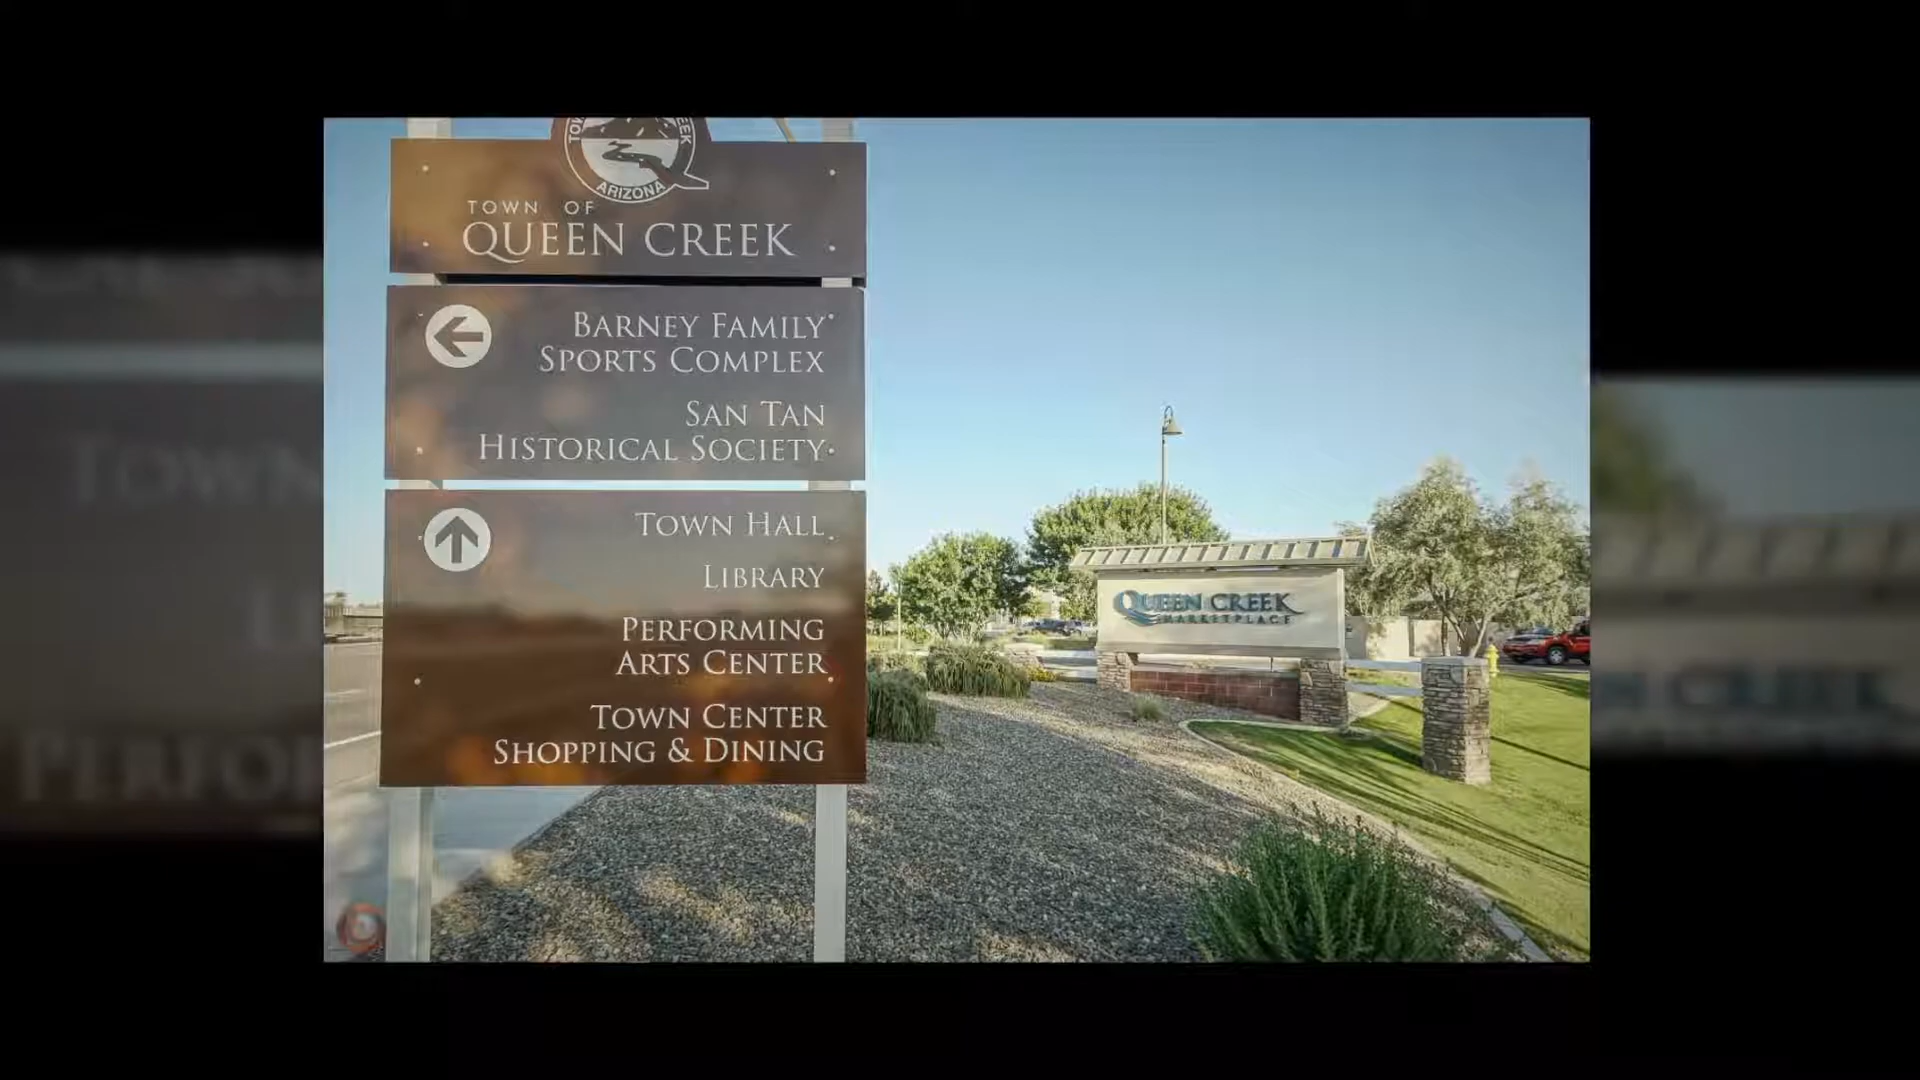 TOWN OF
QUEEN CREEK
ARIZONA
BARNEY FAMILY
SPORTS COMPLEX
SAN TAN
HISTORICAL SOCIETY
TOWN HALL
LIBRARY
PERFORMING
ARTS CENTER
TOWN CENTER
SHOPPING & DINING
QUEEN CREEK
MARKETPLACE